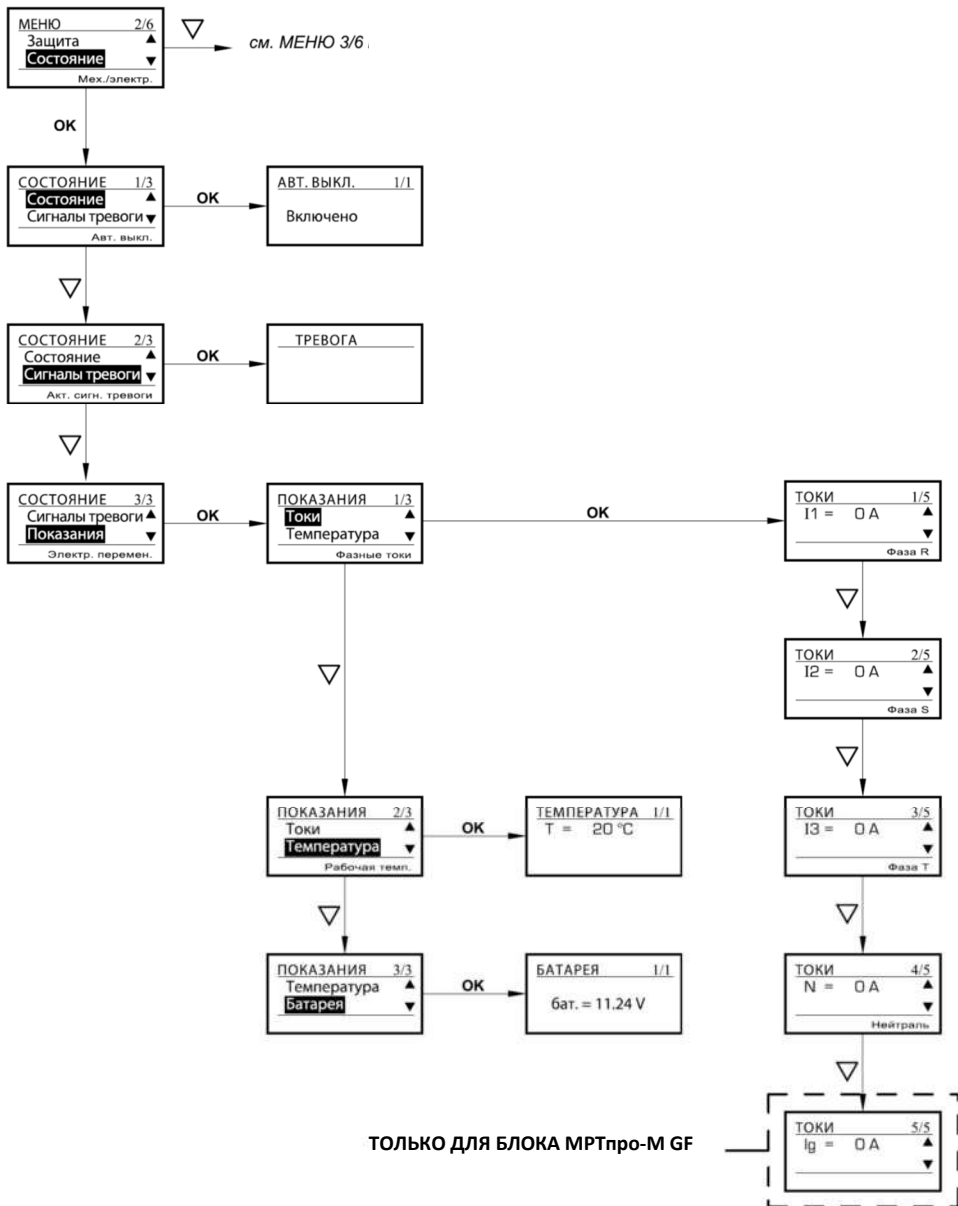 МЕНЮ 2/6
Защита
Состояние
Мех./электр.
см. МЕНЮ 3/6
OK
СОСТОЯНИЕ 1/3
Состояние
Сигналы тревоги
Авт. выкл.
OK
АВТ. ВЫКЛ. 1/1
Включено
СОСТОЯНИЕ 2/3
Состояние
Сигналы тревоги
Акт. сигн. тревоги
OK
ТРЕВОГА
СОСТОЯНИЕ 3/3
Сигналы тревоги
Показания
Электр. перемен.
OK
ПОКАЗАНИЯ 1/3
Токи
Температура
Фазные токи
OK
ТОКИ 1/5
I1 = 0 A
Фаза R
ТОКИ 2/5
I2 = 0 A
Фаза S
ПОКАЗАНИЯ 2/3
Токи
Температура
Рабочая темп.
OK
ТЕМПЕРАТУРА 1/1
T = 20 °C
ТОКИ 3/5
I3 = 0 A
Фаза T
ПОКАЗАНИЯ 3/3
Температура
Батарея
OK
БАТАРЕЯ 1/1
бат. = 11.24 V
ТОКИ 4/5
N = 0 A
Нейтраль
ТОЛЬКО ДЛЯ БЛОКА МРТпро-М GF
ТОКИ 5/5
Ig = 0 A